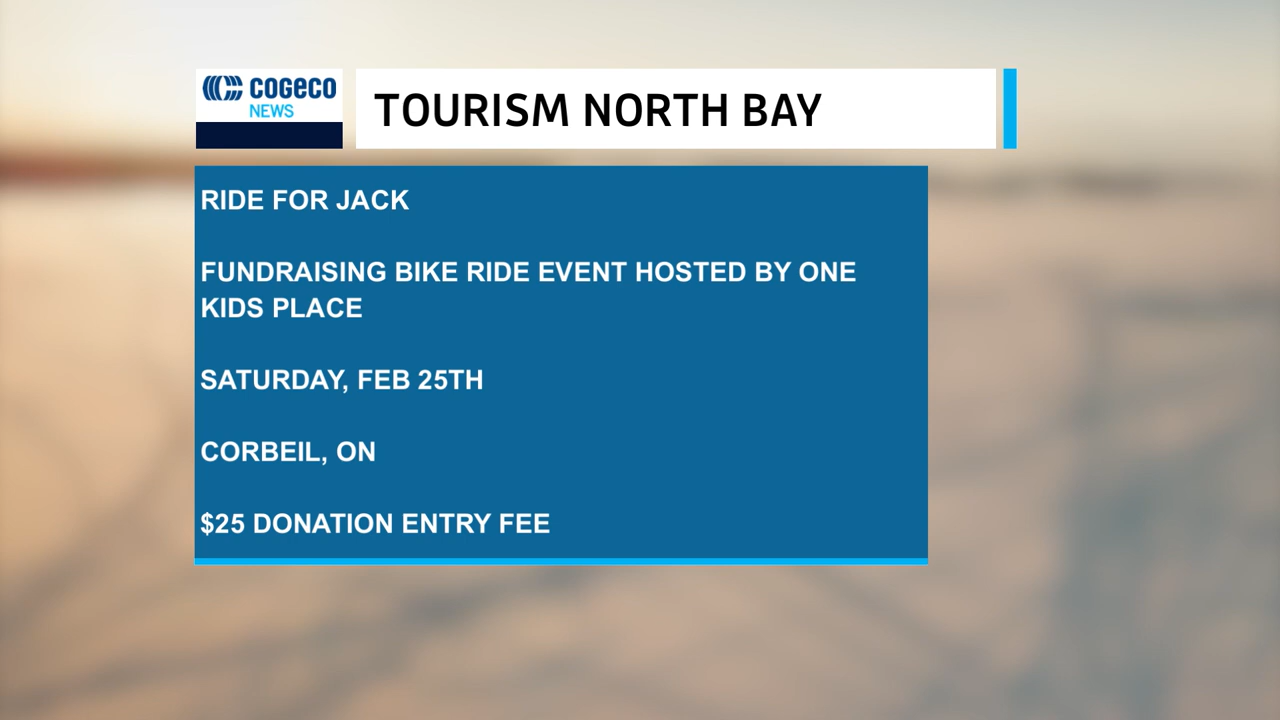 COGECO
NEWS
TOURISM NORTH BAY
RIDE FOR JACK
FUNDRAISING BIKE RIDE EVENT HOSTED BY ONE
KIDS PLACE
SATURDAY, FEB 25TH
CORBEIL, ON
$25 DONATION ENTRY FEE